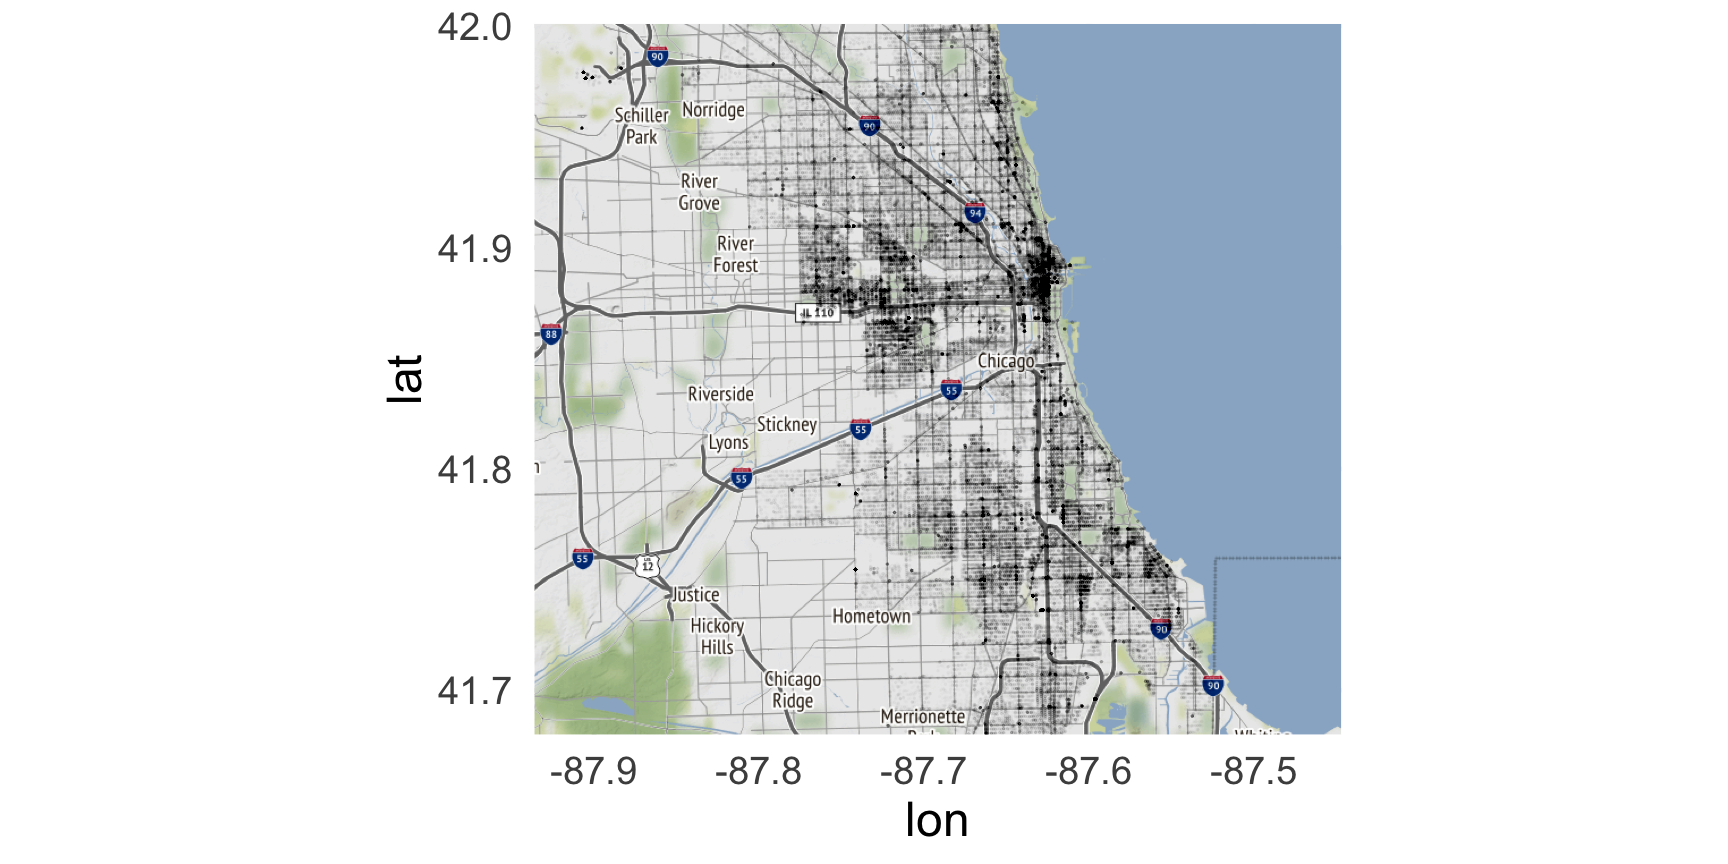 42.0
90
Schiller
Park
Norridge
90
River
Grove
94
41.9
River
Forest
IL 110
88
Chicago
lat
55
Riverside
Stickney
55
Lyons
41.8
55
55
US
12
Justice
Hometown
Hickory
Hills
90
41.7
Chicago
Ridge
90
Merrionette
-87.9 -87.8 -87.7 -87.6 -87.5
lon